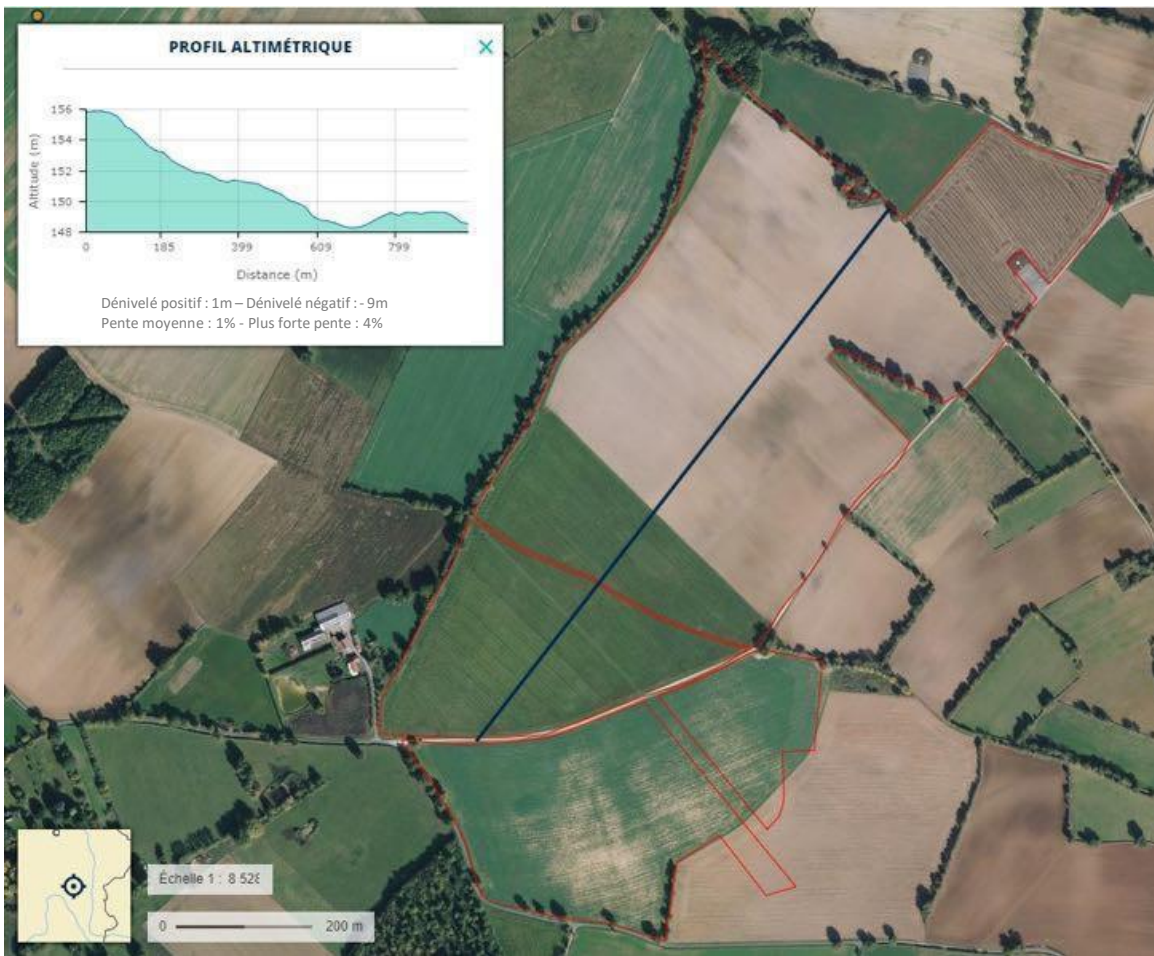 PROFIL ALTIMÉTRIQUE
156
154
152
150
148
Altitude (m)
0 185 399 609 799
Distance (m)
Dénivelé positif : 1m – Dénivelé négatif : - 9m
Pente moyenne : 1% - Plus forte pente : 4%
Échelle 1 : 8 528
0 200 m